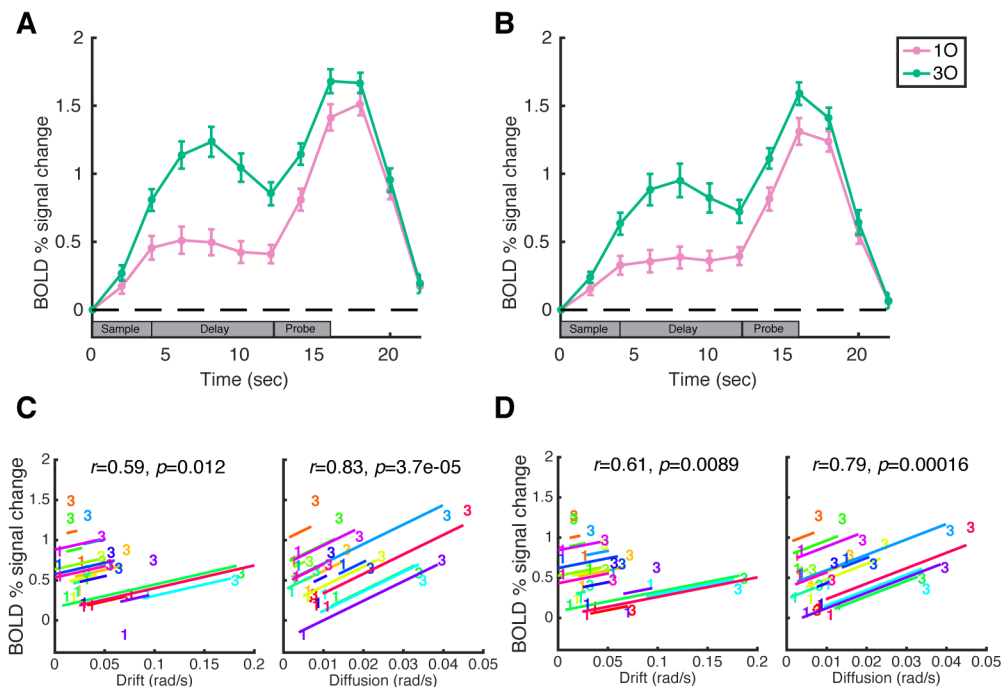 A
B
2
1.5
1
0.5
0
BOLD % signal change
Sample Delay Probe
0 5 10 15 20
Time (sec)
2
1.5
1
0.5
0
BOLD % signal change
Sample Delay Probe
0 5 10 15 20
Time (sec)
1O
3O
C
D
r=0.59, p=0.012
r=0.83, p=3.7e-05
r=0.61, p=0.0089
r=0.79, p=0.00016
2
1.5
1
0.5
0
BOLD % signal change
0 0.05 0.1 0.15 0.2
Drift (rad/s)
0 0.01 0.02 0.03 0.04 0.05
Diffusion (rad/s)
2
1.5
1
0.5
0
BOLD % signal change
0 0.05 0.1 0.15 0.2
Drift (rad/s)
0 0.01 0.02 0.03 0.04 0.05
Diffusion (rad/s)